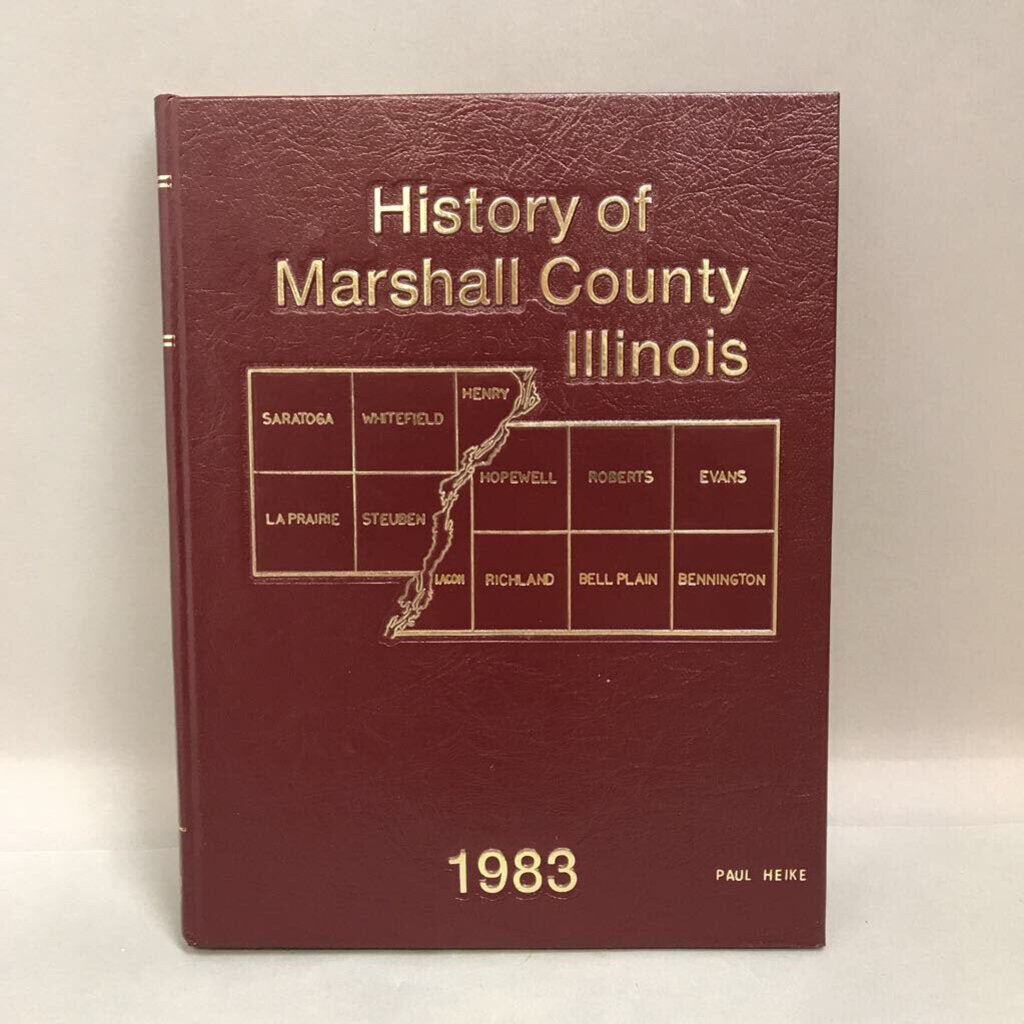 History of
Marshall County
Illinois
HENRY
SARATOGA WHITEFIELD
HOPEWELL ROBERTS EVANS
LA PRAIRIE STEUBEN
LACON RICHLAND BELL PLAIN BENNINGTON
1983
PAUL HEIKE